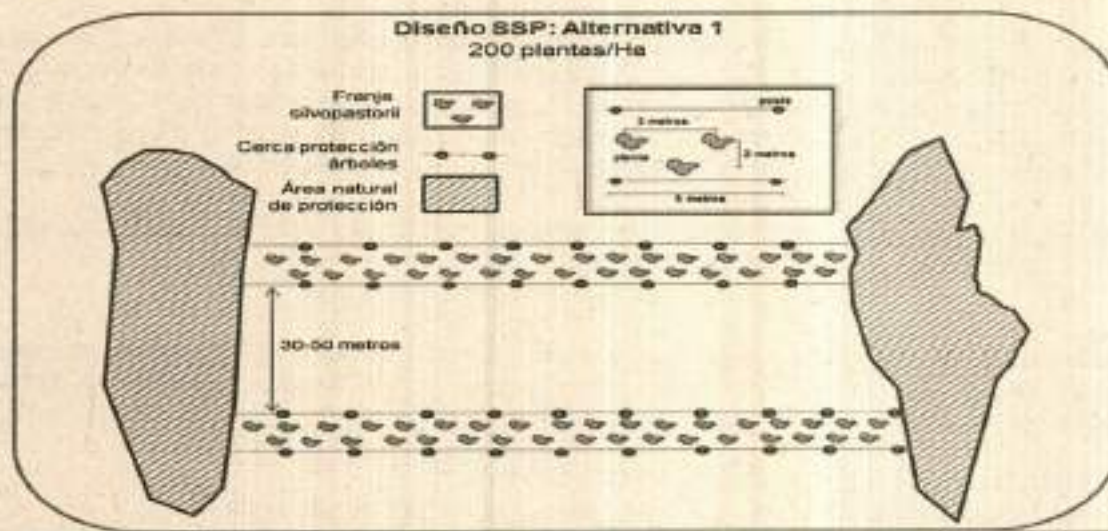 Diseño SSP: Alternativa 1
200 plantas/Ha
Franja
silvopastoril
Cerca protección
árboles
Área natural
de protección
poste
3 metros
planta
3 metros
5 metros
30-50 metros